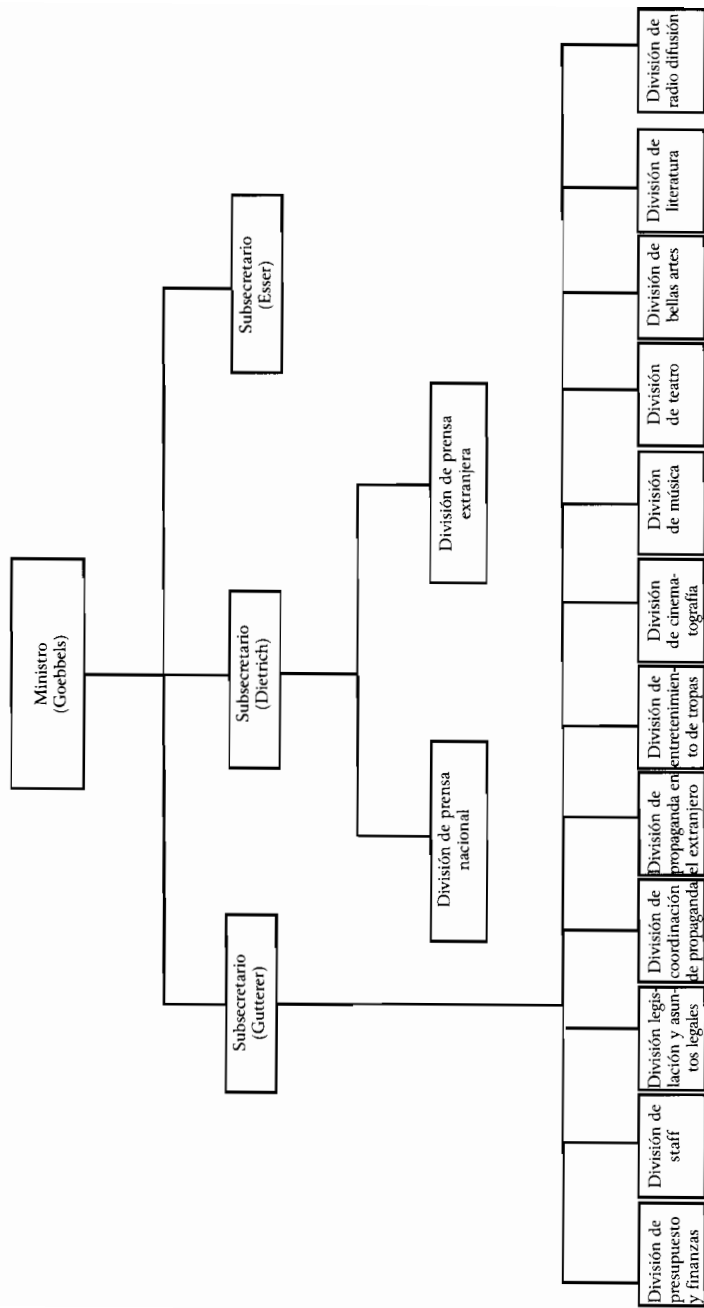 Ministro
(Goebbels)
Subsecretario
(Gutterer)
Subsecretario
(Dietrich)
Subsecretario
(Esser)
División de prensa
nacional
División de prensa
extranjera
División de
presupuesto
y finanzas
División de
staff
División legis-
lación y asun-
tos legales
División de
coordinación
de propaganda
División de
propaganda en
el extranjero
División de
entretenimien-
to de tropas
División
de cinema-
tografía
División
de música
División
de teatro
División de
bellas artes
División de
literatura
División de
radio difusión